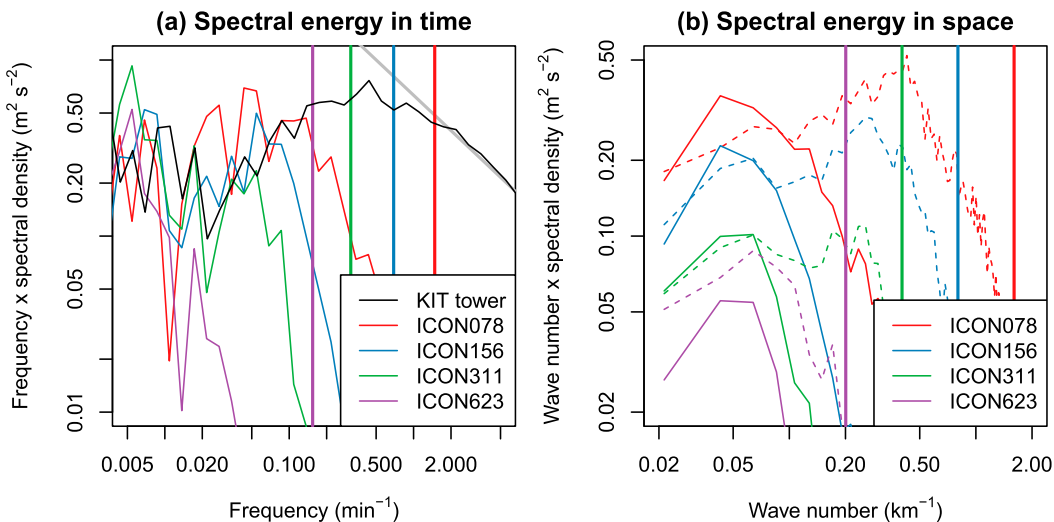 (a) Spectral energy in time
Frequency x spectral density (m² s⁻²)
0.50
0.20
0.05
0.01
KIT tower
ICON078
ICON156
ICON311
ICON623
0.005
0.020
0.100
0.500
2.000
Frequency (min⁻¹)
(b) Spectral energy in space
Wave number x spectral density (m² s⁻²)
0.50
0.20
0.10
0.05
0.02
ICON078
ICON156
ICON311
ICON623
0.02
0.05
0.20
0.50
2.00
Wave number (km⁻¹)